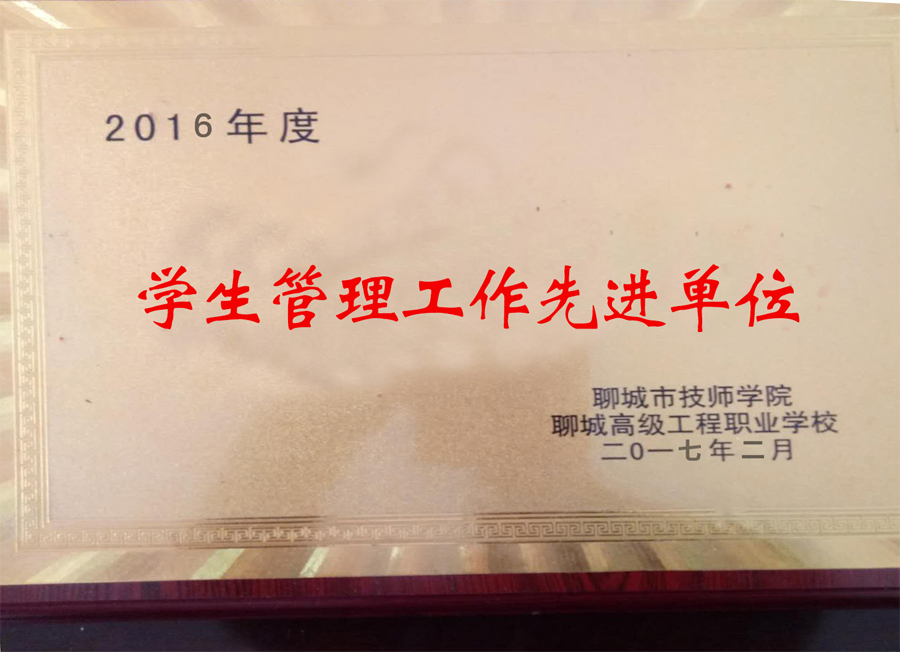 2016年度
学生管理工作先进单位
聊城市技师学院
聊城高级工程职业学校
二0一七年二月